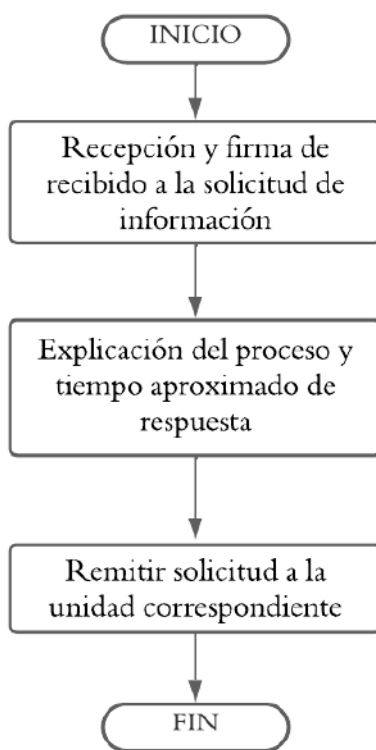 INICIO
Recepción y firma de
recibido a la solicitud de
información
Explicación del proceso y
tiempo aproximado de
respuesta
Remitir solicitud a la
unidad correspondiente
FIN